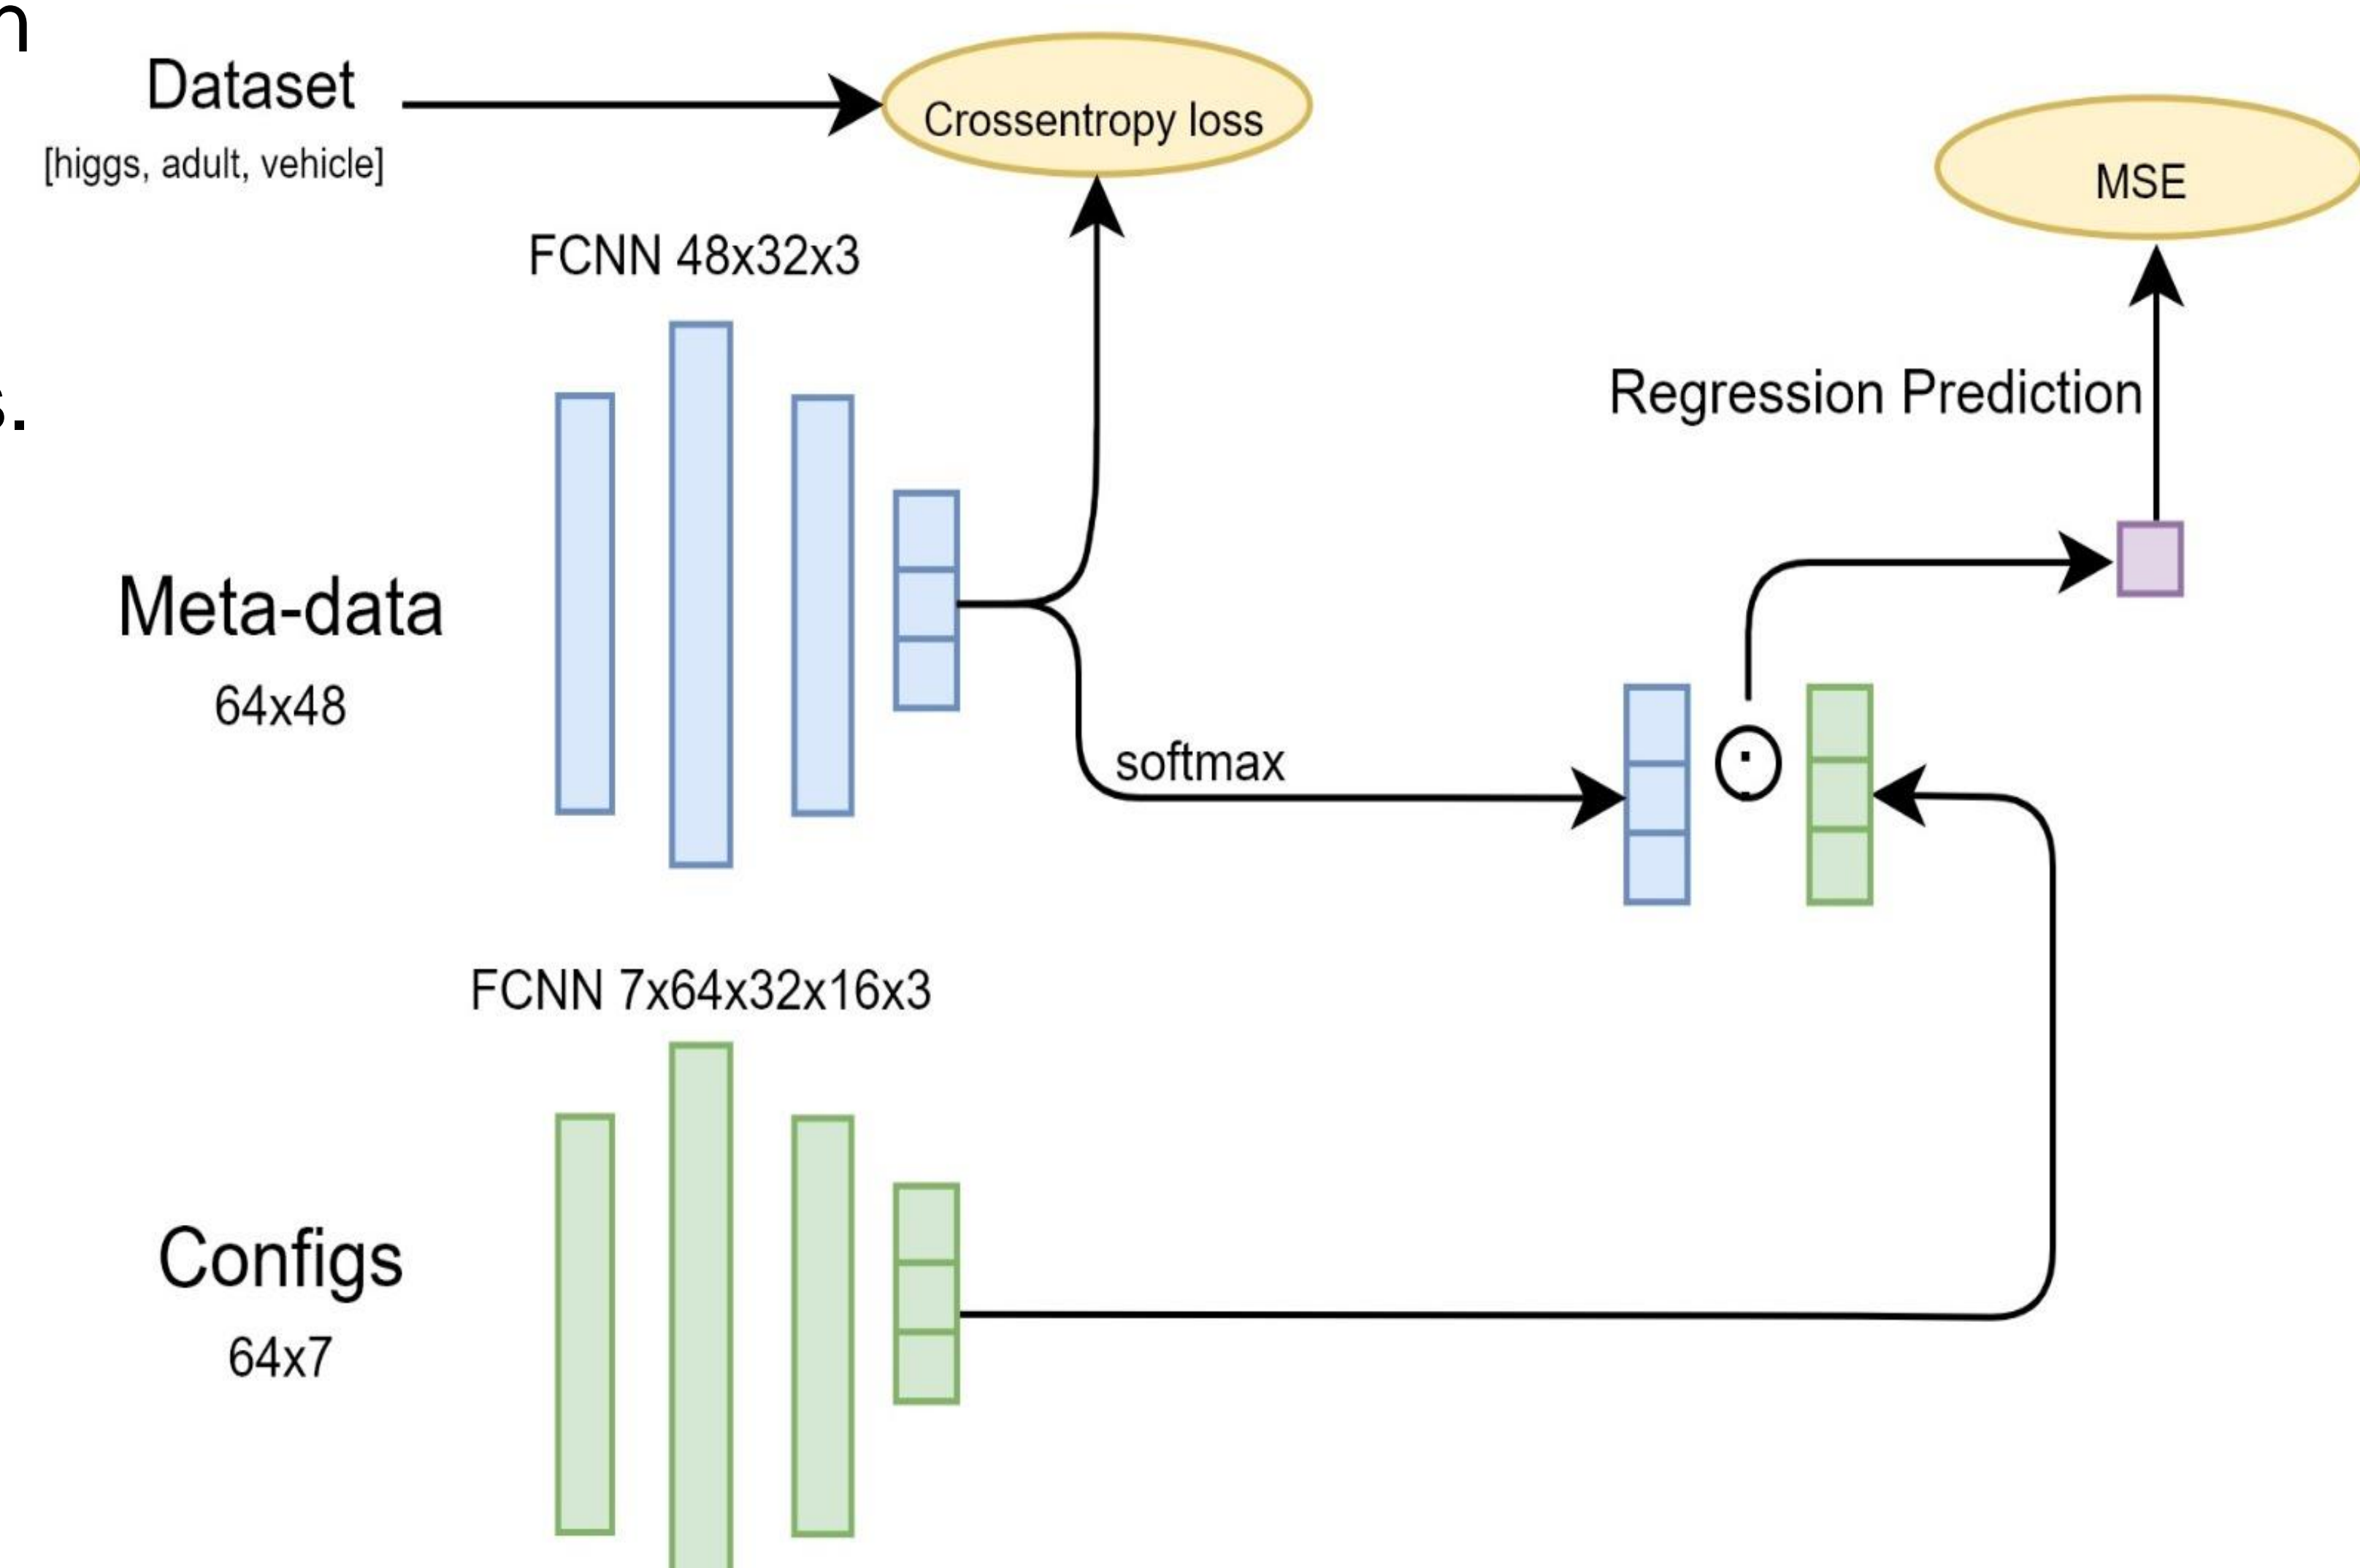 n
s.
Dataset
[higgs, adult, vehicle]
Crossentropy loss
MSE
FCNN 48x32x3
Regression Prediction
Meta-data
64x48
softmax
FCNN 7x64x32x16x3
Configs
64x7